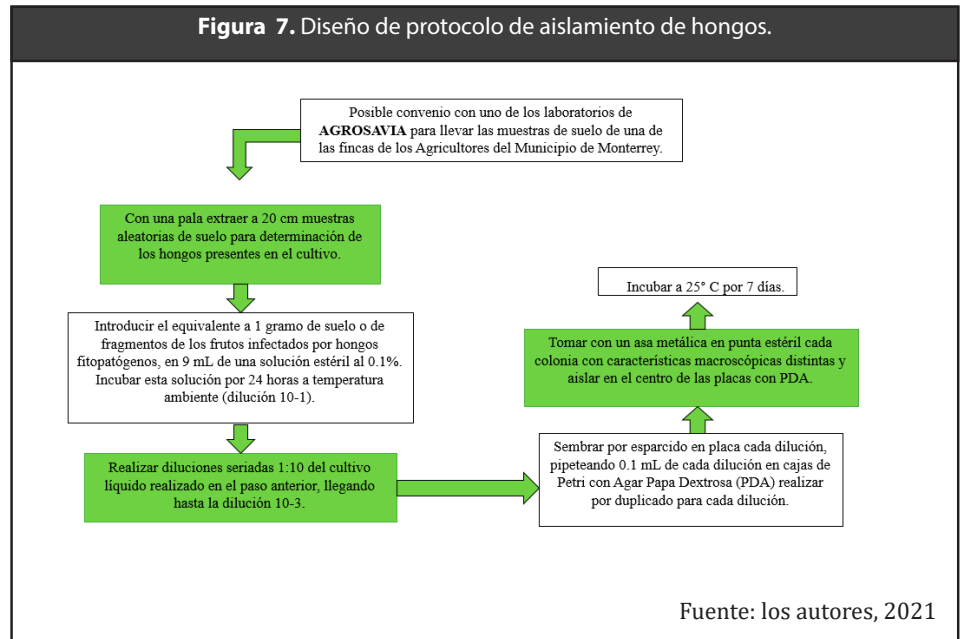 Figura 7. Diseño de protocolo de aislamiento de hongos.
Posible convenio con uno de los laboratorios de
AGROSAVIA para llevar las muestras de suelo de una de
las fincas de los Agricultores del Municipio de Monterrey.
Con una pala extraer a 20 cm muestras
aleatorias de suelo para determinación de
los hongos presentes en el cultivo.
Introducir el equivalente a 1 gramo de suelo o de
fragmentos de los frutos infectados por hongos
fitopatógenos, en 9 mL de una solución estéril al 0.1%.
Incubar esta solución por 24 horas a temperatura
ambiente (dilución 10-1).
Realizar diluciones seriadas 1:10 del cultivo
líquido realizado en el paso anterior, llegando
hasta la dilución 10-3.
Sembrar por esparcido en placa cada dilución,
pipeteando 0.1 mL de cada dilución en cajas de
Petri con Agar Papa Dextrosa (PDA) realizar
por duplicado para cada dilución.
Tomar con un asa metálica en punta estéril cada
colonia con características macroscópicas distintas y
aislar en el centro de las placas con PDA.
Incubar a 25° C por 7 días.
Fuente: los autores, 2021